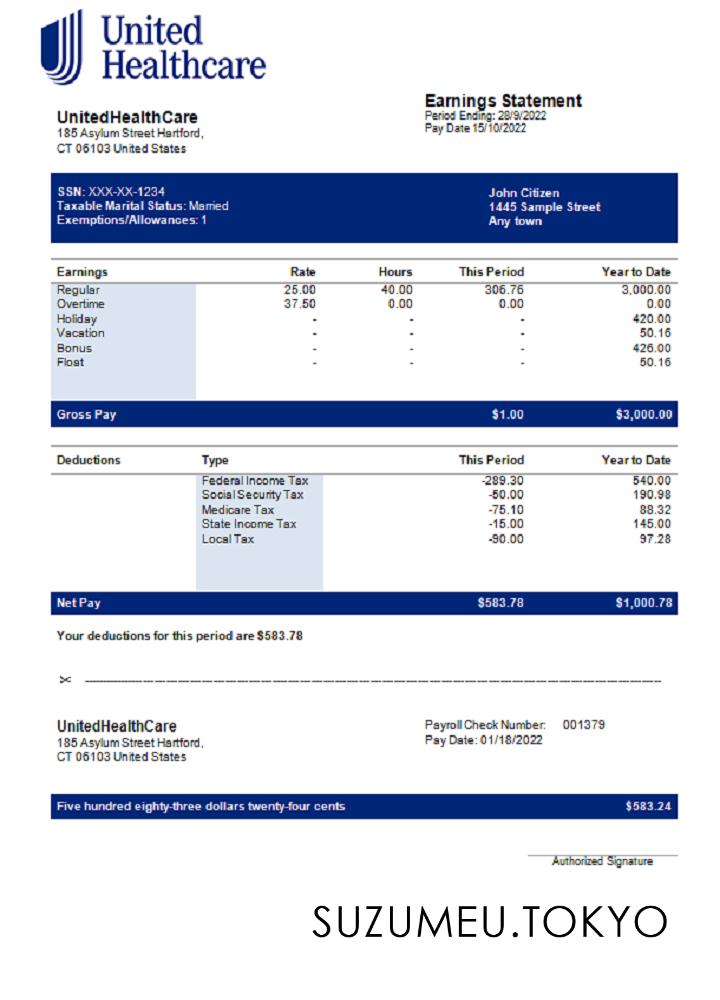 United
Healthcare
Earnings Statement
Period Ending: 28/9/2022
Pay Date 15/10/2022
UnitedHealthCare
185 Asylum Street Hartford,
CT 06103 United States
SSN: XXX-XX-1234
Taxable Marital Status: Married
Exemptions/Allowances: 1
John Citizen
1445 Sample Street
Any town
Earnings Rate Hours This Period Year to Date
Regular 25.00 40.00 306.76 3,000.00
Overtime 37.50 0.00 0.00 0.00
Holiday - - - 420.00
Vacation - - - 50.16
Bonus - - - 426.00
Float - - - 50.16
Gross Pay $1.00 $3,000.00
Deductions Type This Period Year to Date
Federal Income Tax -289.30 540.00
Social Security Tax -50.00 190.98
Medicare Tax -75.10 88.32
State Income Tax -15.00 145.00
Local Tax -90.00 97.28
Net Pay $583.78 $1,000.78
Your deductions for this period are $583.78
UnitedHealthCare
185 Asylum Street Hartford,
CT 06103 United States
Payroll Check Number: 001379
Pay Date: 01/18/2022
Five hundred eighty-three dollars twenty-four cents $583.24
Authorized Signature
SUZUMEU.TOKYO